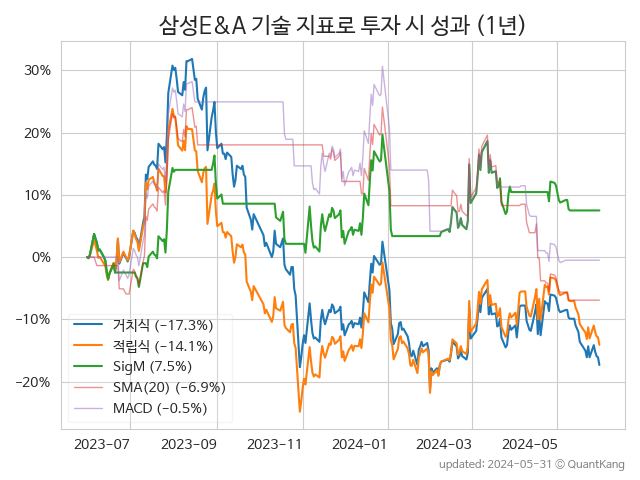 삼성E&A 기술 지표로 투자 시 성과 (1년)
30%
20%
10%
0%
−10%
−20%
거치식 (−17.3%)
적립식 (−14.1%)
SigM (7.5%)
SMA(20) (−6.9%)
MACD (−0.5%)
2023-07 2023-09 2023-11 2024-01 2024-03 2024-05
updated: 2024-05-31 © QuantKang